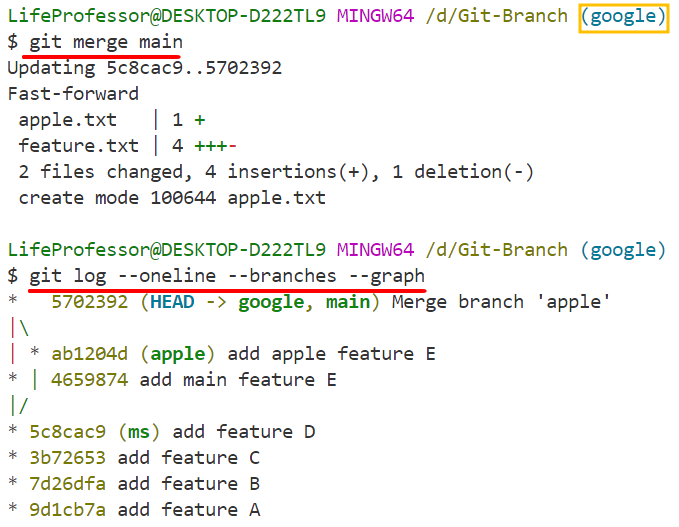 LifeProfessor@DESKTOP-D222TL9 MINGW64 /d/Git-Branch (google)
$ git merge main
Updating 5c8cac9..5702392
Fast-forward
 apple.txt   | 1 +
 feature.txt | 4 +++-
 2 files changed, 4 insertions(+), 1 deletion(-)
 create mode 100644 apple.txt

LifeProfessor@DESKTOP-D222TL9 MINGW64 /d/Git-Branch (google)
$ git log --oneline --branches --graph
*   5702392 (HEAD -> google, main) Merge branch 'apple'
|\
| * ab1204d (apple) add apple feature E
* | 4659874 add main feature E
|/
* 5c8cac9 (ms) add feature D
* 3b72653 add feature C
* 7d26dfa add feature B
* 9d1cb7a add feature A